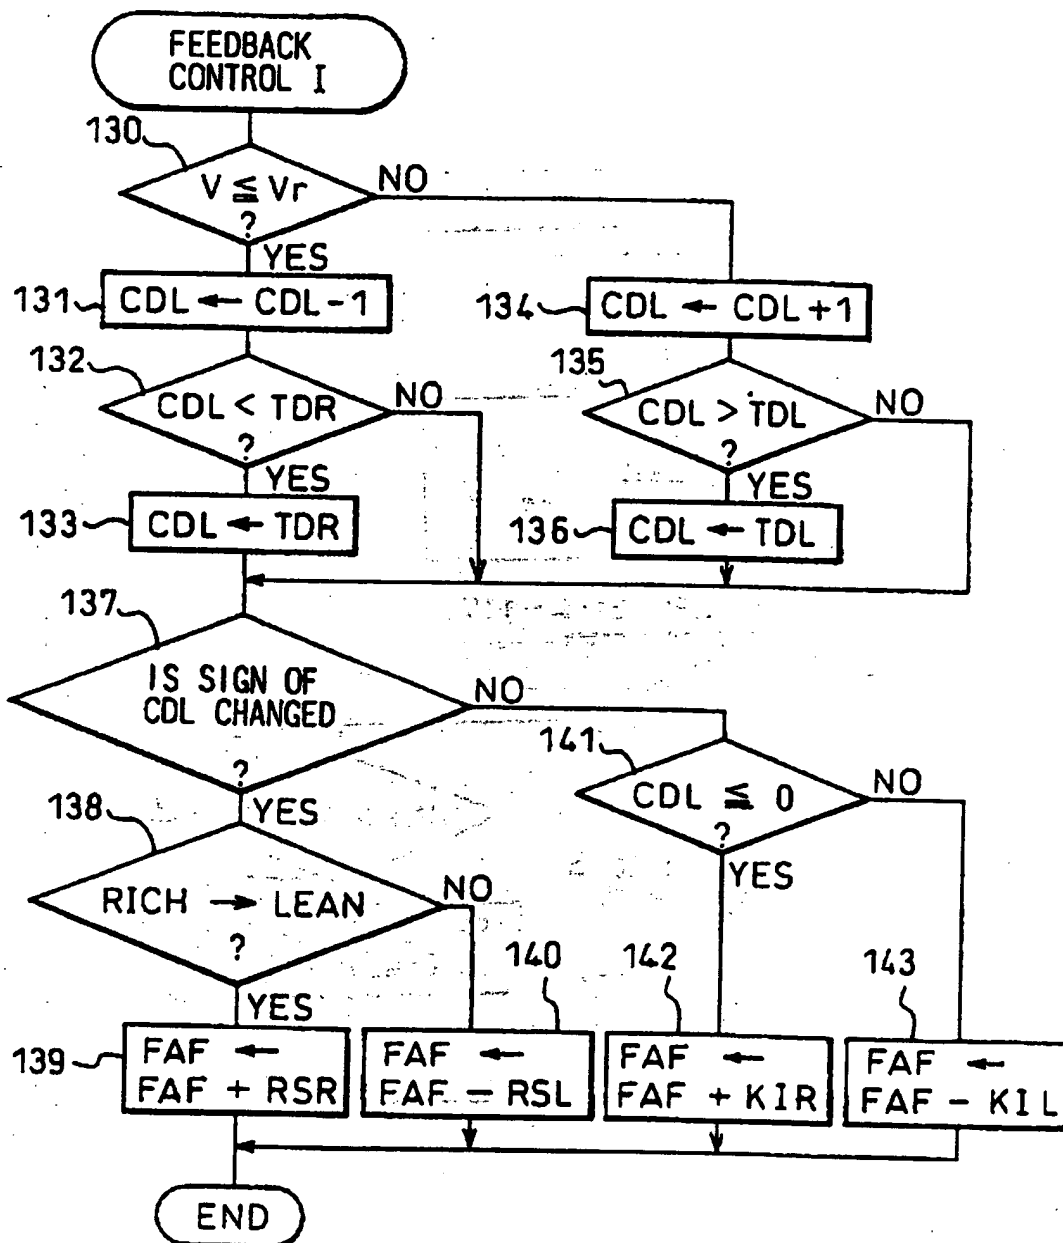 FEEDBACK
CONTROL I
130
V ≦ Vr
?
NO
YES
131
CDL ← CDL-1
134
CDL ← CDL+1
132
CDL < TDR
?
NO
YES
135
CDL > TDL
?
NO
YES
133
CDL ← TDR
136
CDL ← TDL
137
IS SIGN OF
CDL CHANGED
?
NO
YES
141
CDL ≦ 0
?
NO
YES
138
RICH → LEAN
?
NO
YES
139
FAF ←
FAF + RSR
140
FAF ←
FAF - RSL
142
FAF ←
FAF + KIR
143
FAF ←
FAF - KIL
END